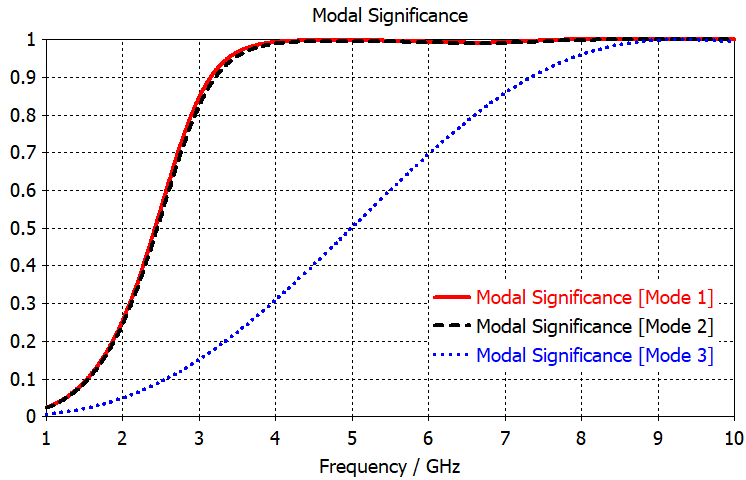 Modal Significance
1
0.9
0.8
0.7
0.6
0.5
0.4
0.3
0.2
0.1
0
Modal Significance [Mode 1]
Modal Significance [Mode 2]
Modal Significance [Mode 3]
1 2 3 4 5 6 7 8 9 10
Frequency / GHz